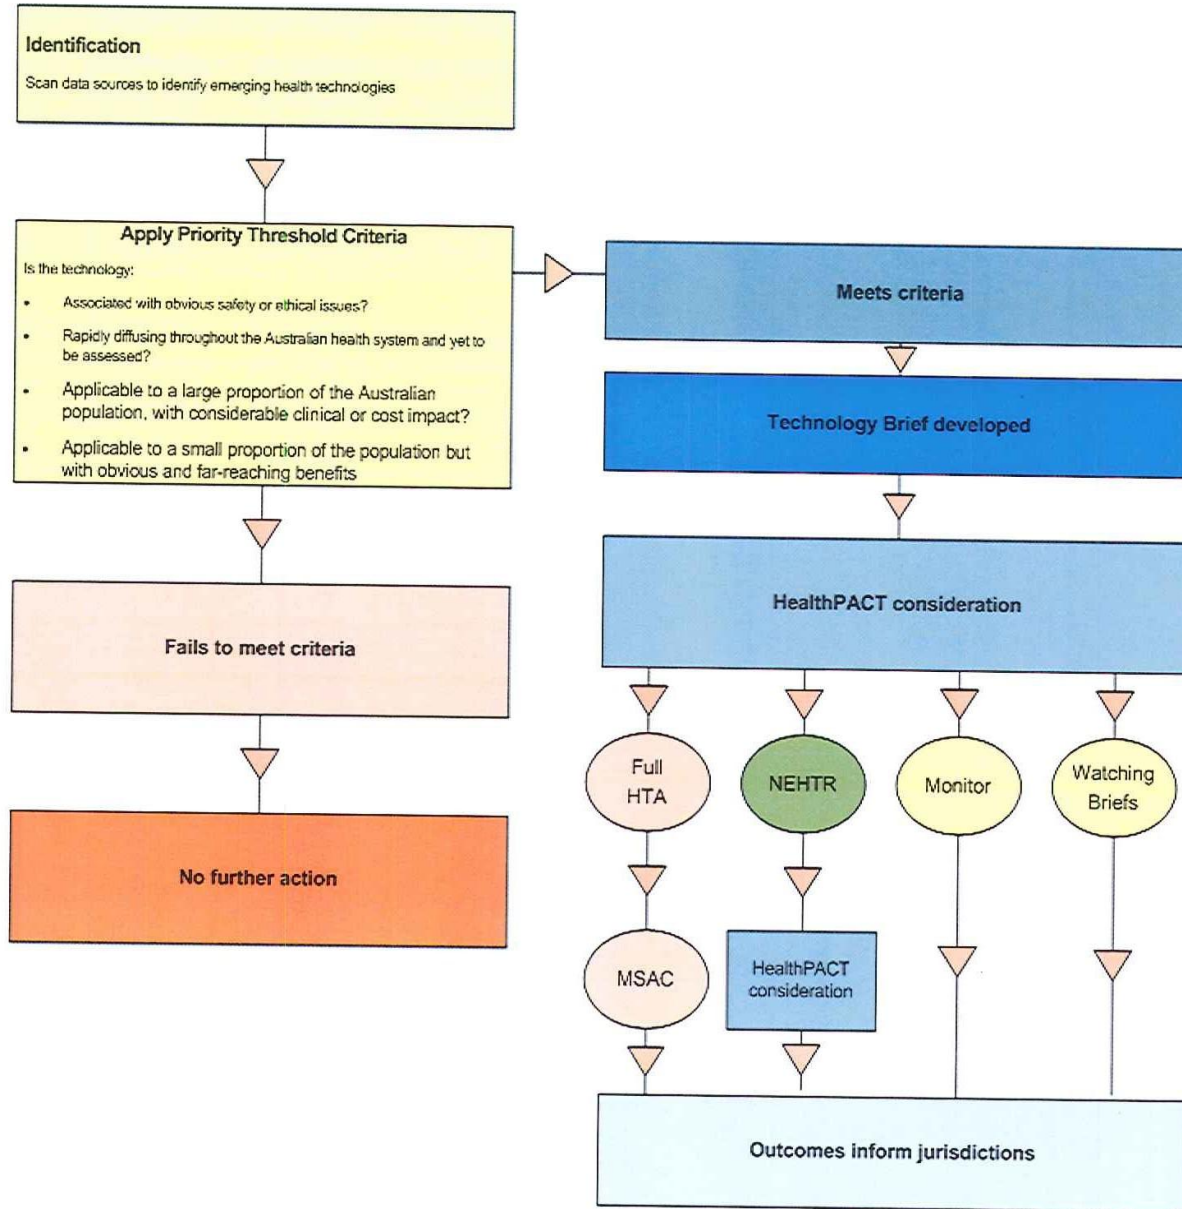 Identification
Scan data sources to identify emerging health technologies
Apply Priority Threshold Criteria
Is the technology:
• Associated with obvious safety or ethical issues?
• Rapidly diffusing throughout the Australian health system and yet to
be assessed?
• Applicable to a large proportion of the Australian
population, with considerable clinical or cost impact?
• Applicable to a small proportion of the population but
with obvious and far-reaching benefits
Fails to meet criteria
No further action
Meets criteria
Technology Brief developed
HealthPACT consideration
Full
HTA
NEHTR
Monitor
Watching
Briefs
MSAC
HealthPACT
consideration
Outcomes inform jurisdictions